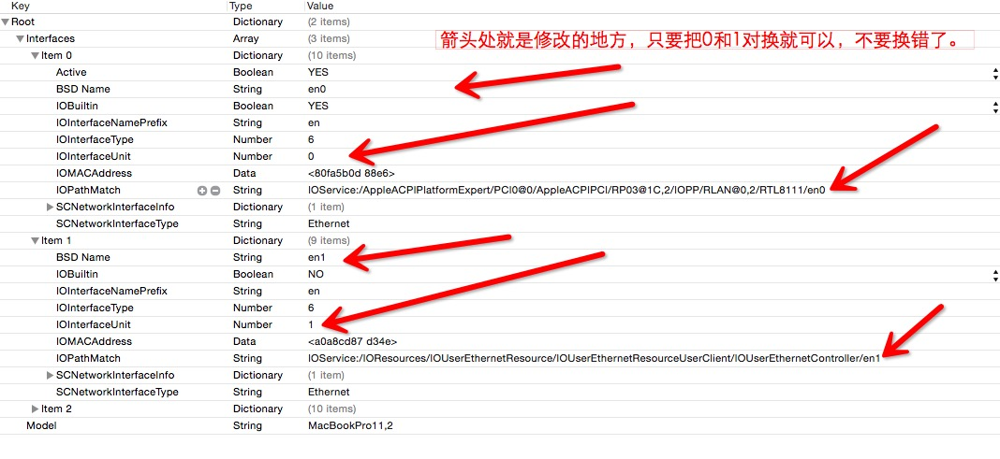 Key Type Value
Root Dictionary (2 items)
箭头处就是修改的地方，只要把0和1对换就可以，不要换错了。
Interfaces Array (3 items)
Item 0 Dictionary (10 items)
Active Boolean YES
BSD Name String en0
IOBuiltin Boolean YES
IOInterfaceNamePrefix String en
IOInterfaceType Number 6
IOInterfaceUnit Number 0
IOMACAddress Data <80fa5b0d 88e6>
IOPathMatch String IOService:/AppleACPIPlatformExpert/PCI0@0/AppleACPIPCI/RP03@1C,2/IOPP/RLAN@0,2/RTL8111/en0
SCNetworkInterfaceInfo Dictionary (1 item)
SCNetworkInterfaceType String Ethernet
Item 1 Dictionary (9 items)
BSD Name String en1
IOBuiltin Boolean NO
IOInterfaceNamePrefix String en
IOInterfaceType Number 6
IOInterfaceUnit Number 1
IOMACAddress Data <a0a8cd87 d34e>
IOPathMatch String IOService:/IOResources/IOUserEthernetResource/IOUserEthernetResourceUserClient/IOUserEthernetController/en1
SCNetworkInterfaceInfo Dictionary (1 item)
SCNetworkInterfaceType String Ethernet
Item 2 Dictionary (10 items)
Model String MacBookPro11,2